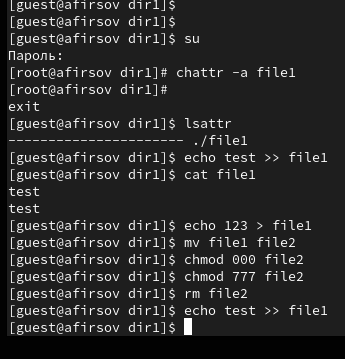 [guest@afirsov dir1]$
[guest@afirsov dir1]$
[guest@afirsov dir1]$ su
Пароль:
[root@afirsov dir1]# chattr -a file1
[root@afirsov dir1]#
exit
[guest@afirsov dir1]$ lsattr
---------------------- ./file1
[guest@afirsov dir1]$ echo test >> file1
[guest@afirsov dir1]$ cat file1
test
test
[guest@afirsov dir1]$ echo 123 > file1
[guest@afirsov dir1]$ mv file1 file2
[guest@afirsov dir1]$ chmod 000 file2
[guest@afirsov dir1]$ chmod 777 file2
[guest@afirsov dir1]$ rm file2
[guest@afirsov dir1]$ echo test >> file1
[guest@afirsov dir1]$